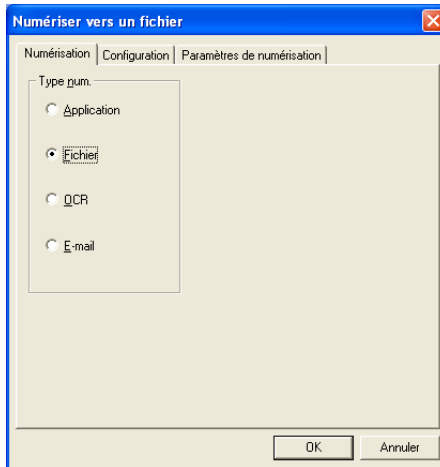 Numériser vers un fichier
Numérisation Configuration Paramètres de numérisation
Type num.
Application
Fichier
OCR
E-mail
OK Annuler